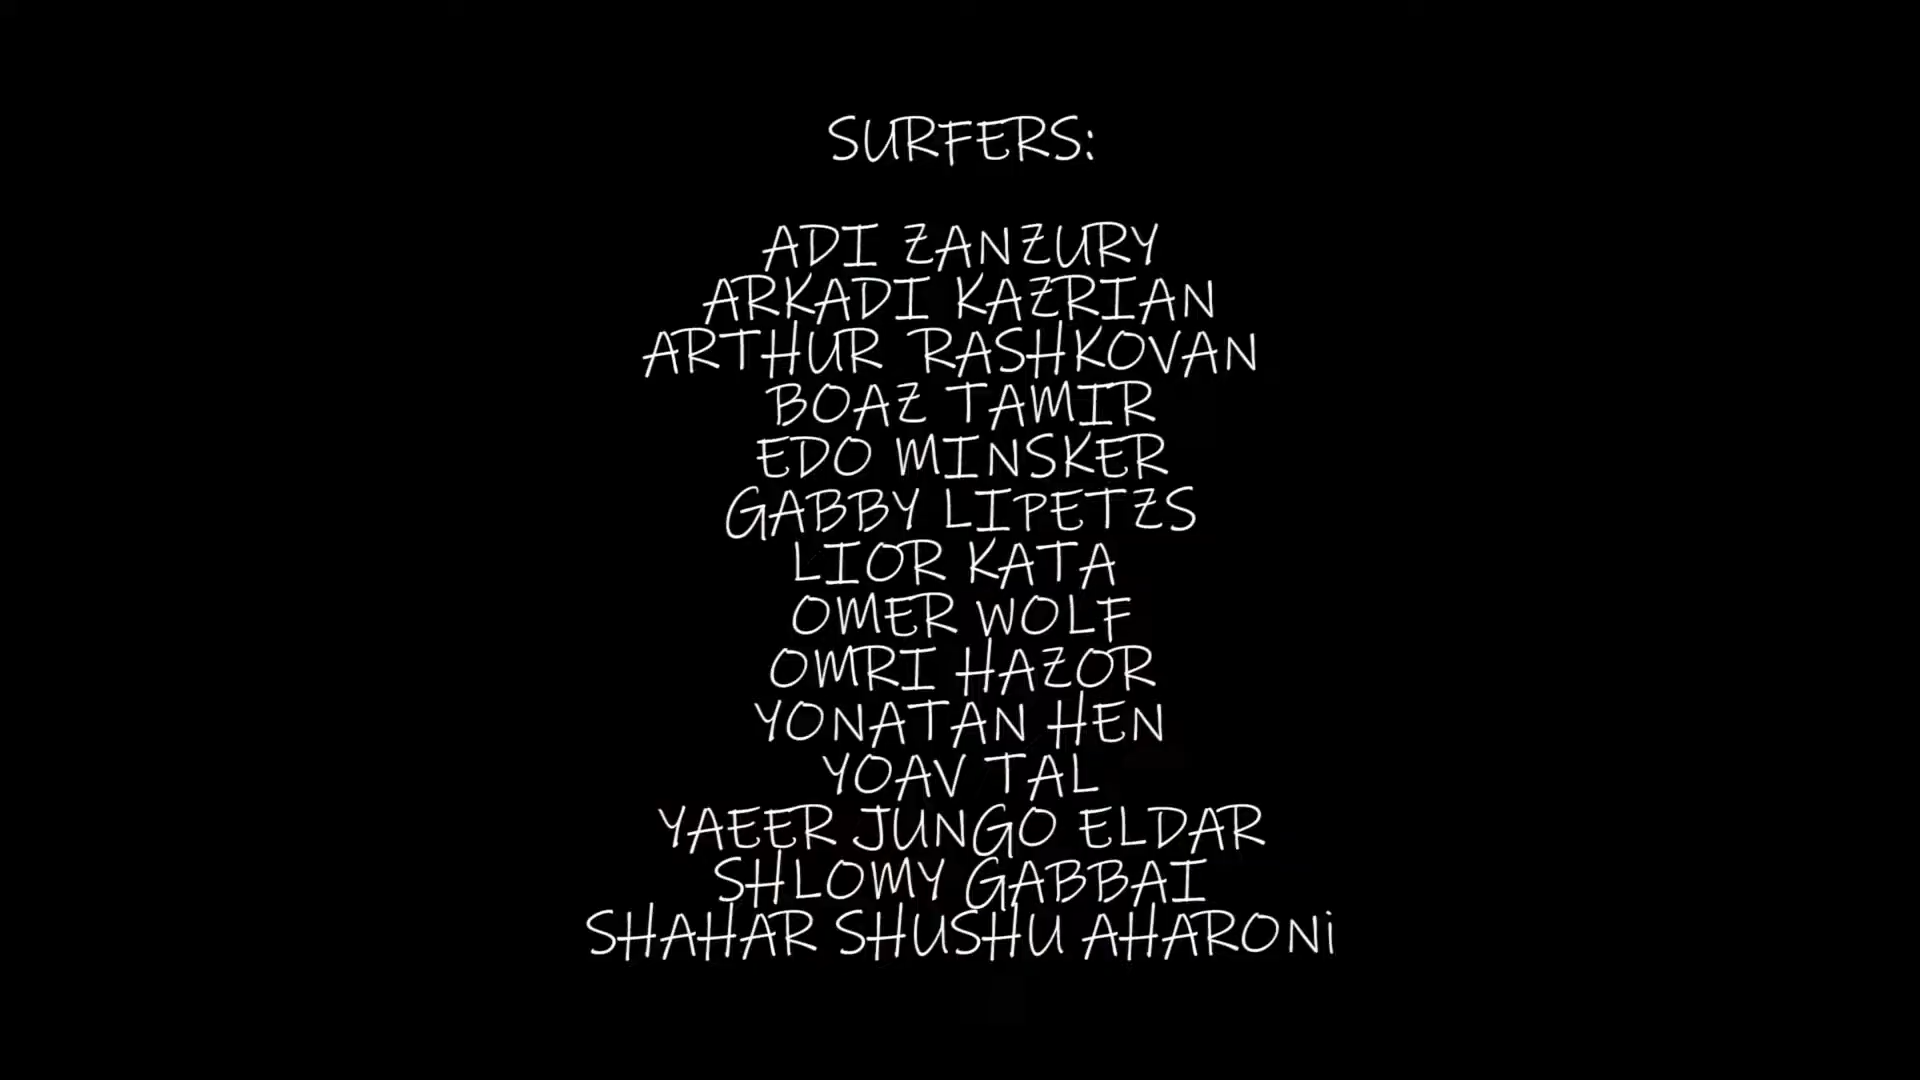 SURFERS:
ADI ZANZURY
ARKADI KAZRIAN
ARTHUR RASHKOVAN
BOAZ TAMIR
EDO MINSKER
GABBY LIPETZS
LIOR KATA
OMER WOLF
OMRI HAZOR
YONATAN HEN
YOAV TAL
YAEER JUNGO ELDAR
SHLOMY GABBAI
SHAHAR SHUSHU AHARONi